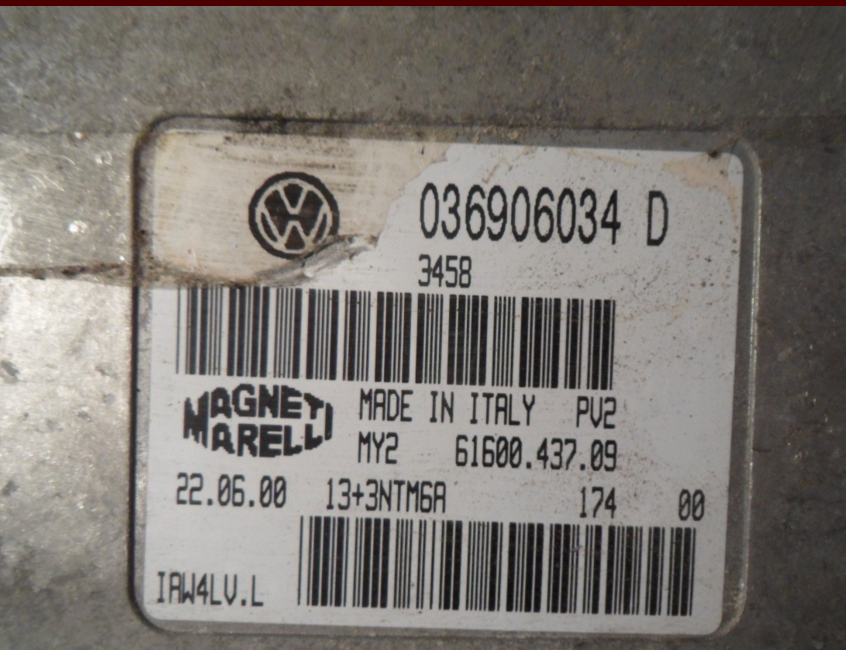 036906034 D
3458
MAGNETI MARELLI
MADE IN ITALY PV2
MY2 61600.437.09
22.06.00 13+3NTM6A 174 00
IAW4LV.L